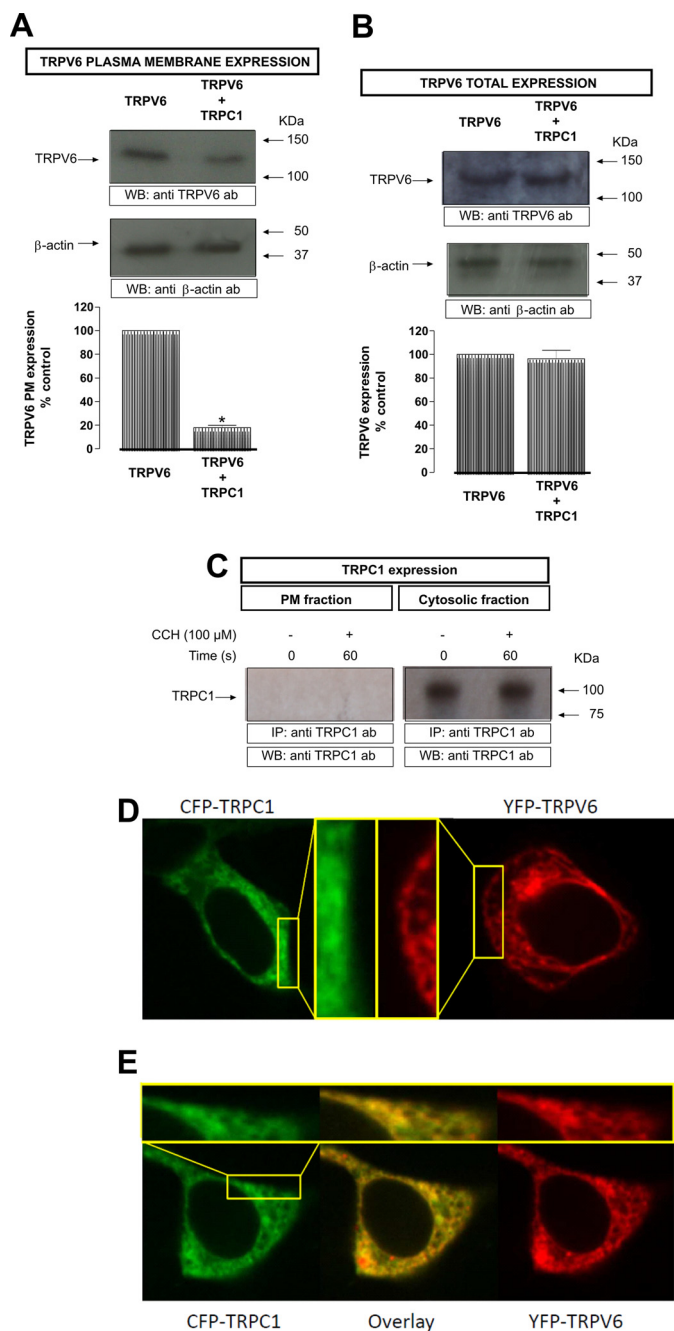 A
TRPV6 PLASMA MEMBRANE EXPRESSION
TRPV6
TRPV6
+
TRPC1
KDa
TRPV6
150
100
WB: anti TRPV6 ab
β-actin
50
37
WB: anti β-actin ab
TRPV6 PM expression
% control
120
100
80
60
40
20
0
*
TRPV6
TRPV6
+
TRPC1
B
TRPV6 TOTAL EXPRESSION
TRPV6
TRPV6
+
TRPC1
KDa
TRPV6
150
100
WB: anti TRPV6 ab
β-actin
50
37
WB: anti β-actin ab
TRPV6 expression
% control
120
100
80
60
40
20
0
TRPV6
TRPV6
+
TRPC1
C
TRPC1 expression
PM fraction
Cytosolic fraction
CCH (100 µM) - + - +
Time (s) 0 60 0 60 KDa
TRPC1
100
75
IP: anti TRPC1 ab
IP: anti TRPC1 ab
WB: anti TRPC1 ab
WB: anti TRPC1 ab
D
CFP-TRPC1
YFP-TRPV6
E
CFP-TRPC1
Overlay
YFP-TRPV6